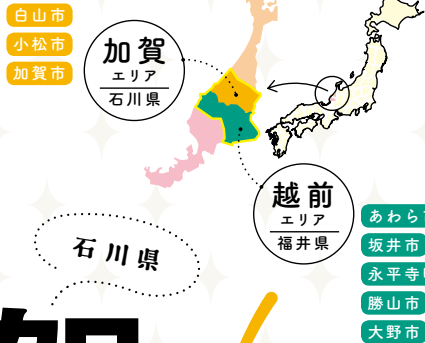 白山市
小松市
加賀市
加賀
エリア
石川県
越前
エリア
福井県
石川県
あわら
坂井市
永平寺
勝山市
大野市